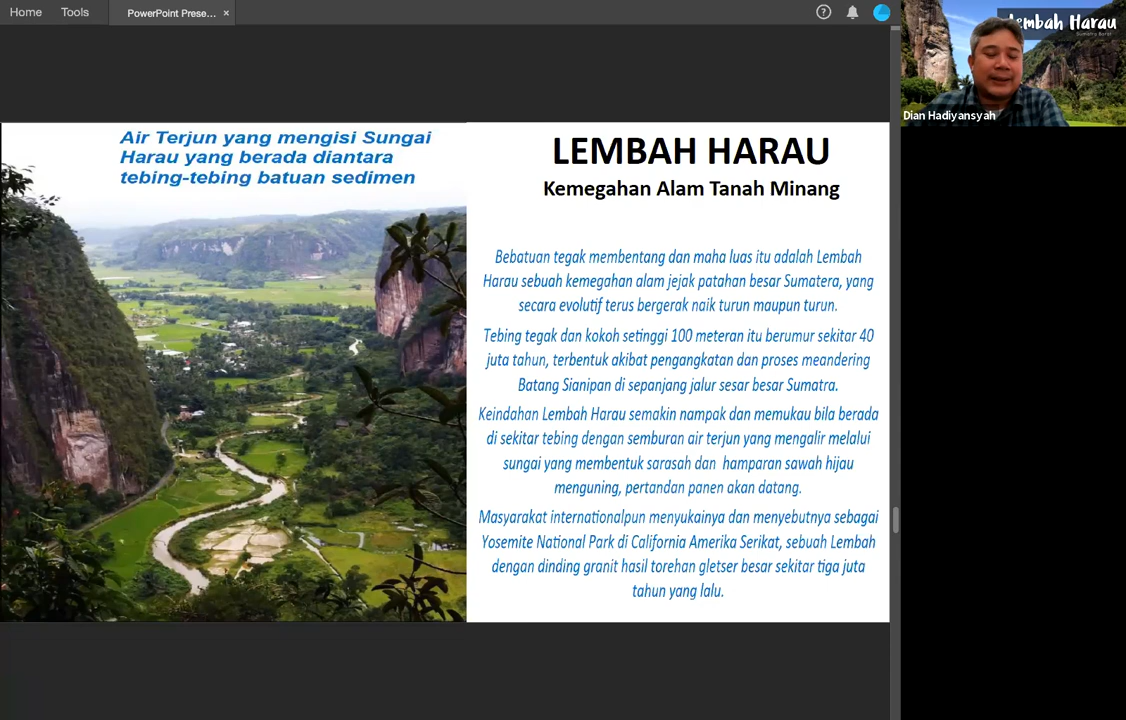 Home Tools PowerPoint Prese... ×
?
Lembah Harau
Sumatera Barat
Dian Hadiyansyah
Air Terjun yang mengisi Sungai
Harau yang berada diantara
tebing-tebing batuan sedimen
LEMBAH HARAU
Kemegahan Alam Tanah Minang
Bebatuan tegak membentang dan maha luas itu adalah Lembah
Harau sebuah kemegahan alam jejak patahan besar Sumatera, yang
secara evolutif terus bergerak naik turun maupun turun.
Tebing tegak dan kokoh setinggi 100 meteran itu berumur sekitar 40
juta tahun, terbentuk akibat pengangkatan dan proses meandering
Batang Sianipan di sepanjang jalur sesar besar Sumatra.
Keindahan Lembah Harau semakin nampak dan memukau bila berada
di sekitar tebing dengan semburan air terjun yang mengalir melalui
sungai yang membentuk sarasah dan hamparan sawah hijau
menguning, pertandan panen akan datang.
Masyarakat internationalpun menyukainya dan menyebutnya sebagai
Yosemite National Park di California Amerika Serikat, sebuah Lembah
dengan dinding granit hasil torehan gletser besar sekitar tiga juta
tahun yang lalu.